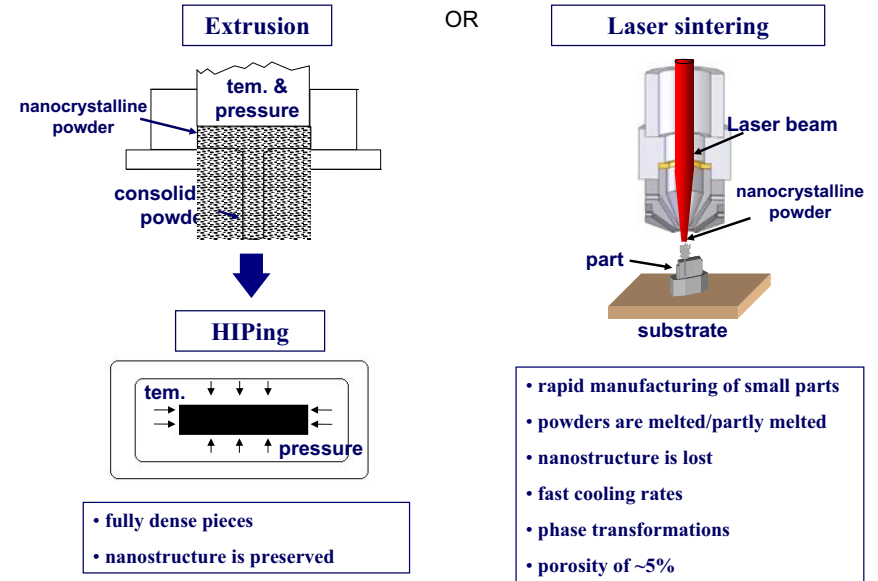 Extrusion
OR
Laser sintering
tem. &
pressure
nanocrystalline
powder
consolid
powde
HIPing
tem.
pressure
• fully dense pieces
• nanostructure is preserved
Laser beam
nanocrystalline
powder
part
substrate
• rapid manufacturing of small parts
• powders are melted/partly melted
• nanostructure is lost
• fast cooling rates
• phase transformations
• porosity of ~5%